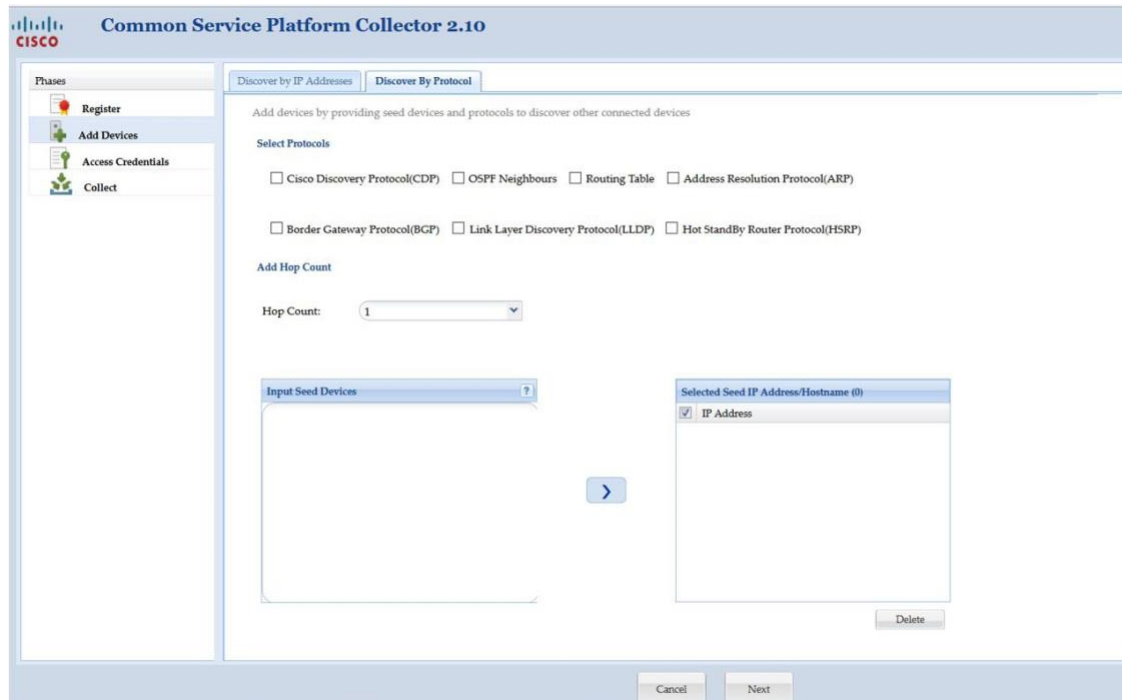 CISCO
Common Service Platform Collector 2.10
Phases
Register
Add Devices
Access Credentials
Collect
Discover by IP Addresses
Discover By Protocol
Add devices by providing seed devices and protocols to discover other connected devices
Select Protocols
Cisco Discovery Protocol(CDP) OSPF Neighbours Routing Table Address Resolution Protocol(ARP)
Border Gateway Protocol(BGP) Link Layer Discovery Protocol(LLDP) Hot StandBy Router Protocol(HSRP)
Add Hop Count
Hop Count: 1
Input Seed Devices ?
Selected Seed IP Address/Hostname (0)
IP Address
Delete
Cancel Next